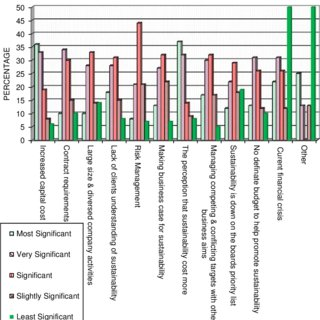 50
45
40
35
30
25
20
15
10
5
0
PERCENTAGE
Increased capital cost
Contract requirements
Large size & diversed company activities
Lack of clients understanding of sustainability
Risk Management
Making business case for sustainability
The perception that sustainability cost more
Managing competing & conflicting targets with other
business aims
Sustainability is down on the boards priority list
No definate budget to help promote sustainability
Curent financial crisis
Other
Most Significant
Very Significant
Significant
Slightly Significant
Least Significant